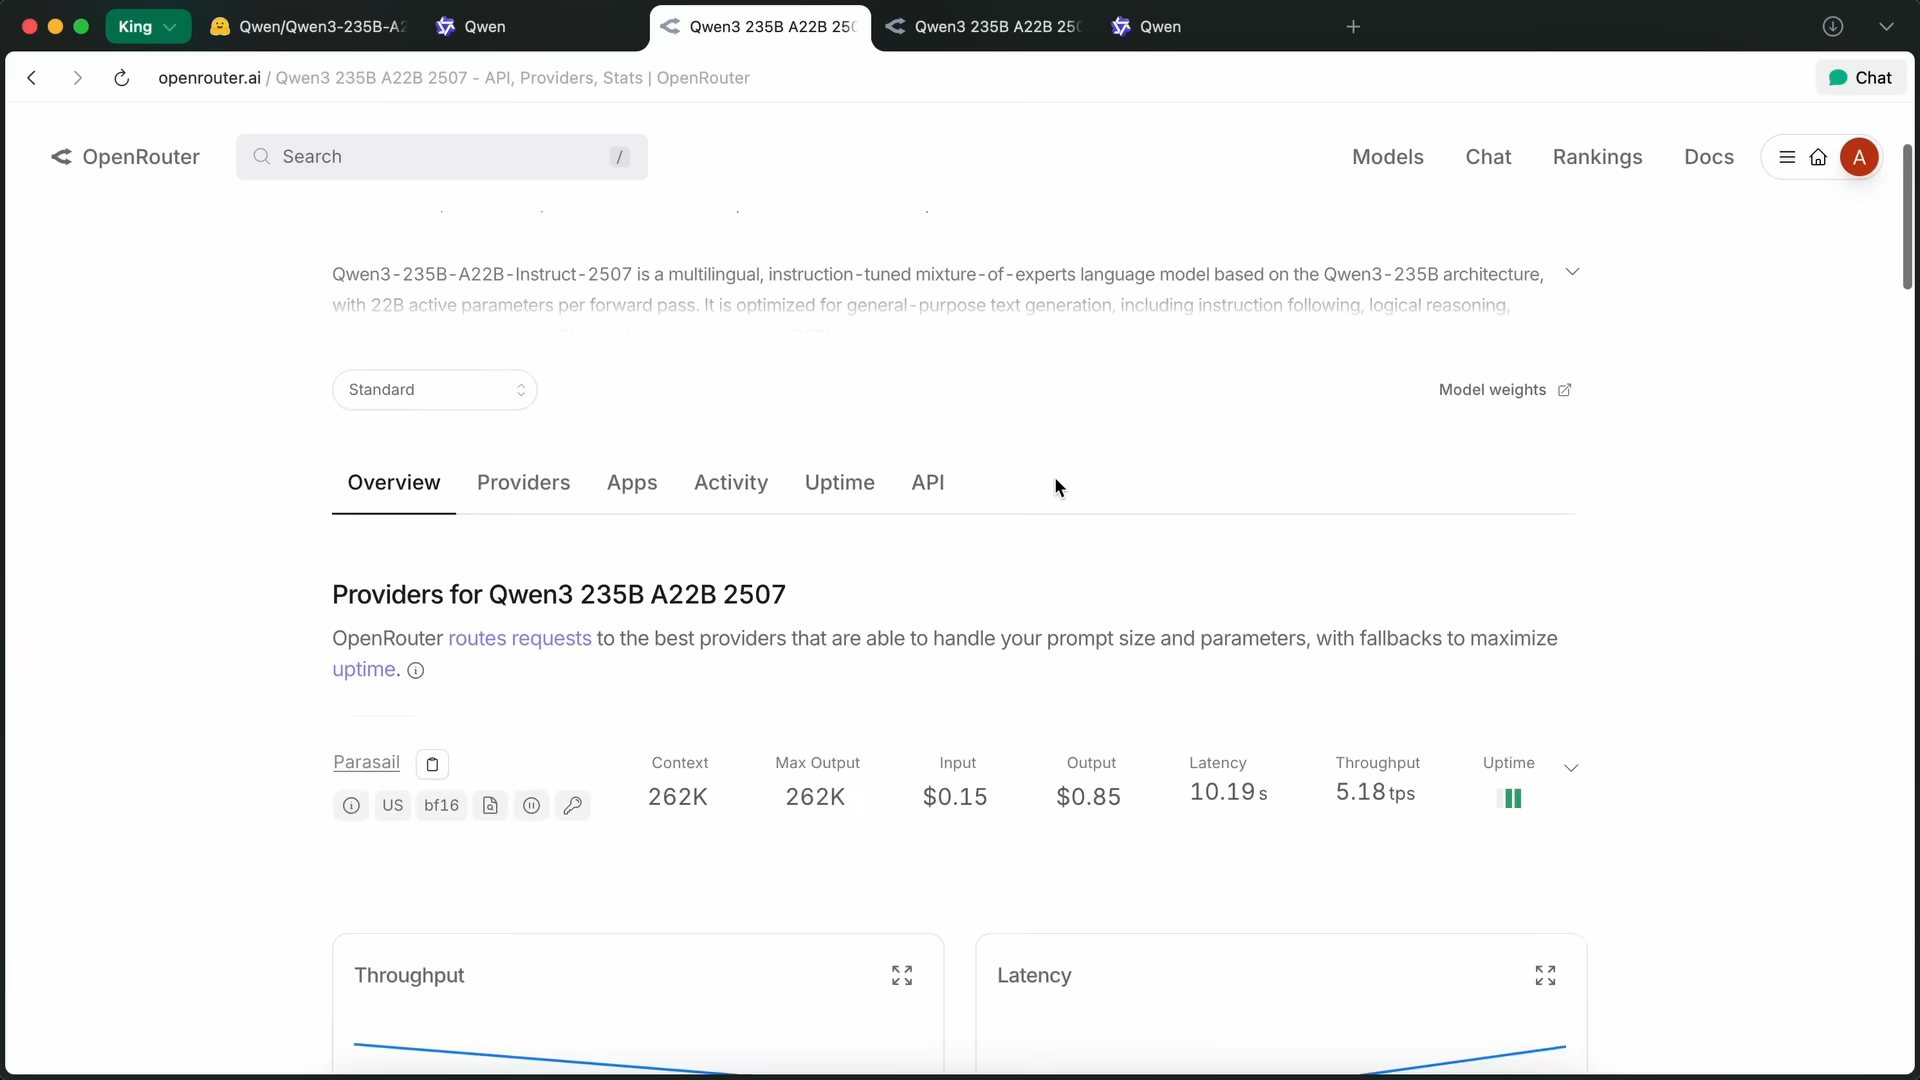 King
Qwen/Qwen3-235B-A2
Qwen
Qwen3 235B A22B 250
Qwen3 235B A22B 250
Qwen
openrouter.ai / Qwen3 235B A22B 2507 - API, Providers, Stats | OpenRouter
Chat
OpenRouter
Search
/
Models
Chat
Rankings
Docs
A
Qwen3-235B-A22B-Instruct-2507 is a multilingual, instruction-tuned mixture-of-experts language model based on the Qwen3-235B architecture,
with 22B active parameters per forward pass. It is optimized for general-purpose text generation, including instruction following, logical reasoning,
Standard
Model weights
Overview
Providers
Apps
Activity
Uptime
API
Providers for Qwen3 235B A22B 2507
OpenRouter routes requests to the best providers that are able to handle your prompt size and parameters, with fallbacks to maximize
uptime.
Parasail
US
bf16
Context
262K
Max Output
262K
Input
$0.15
Output
$0.85
Latency
10.19 s
Throughput
5.18 tps
Uptime
Throughput
Latency